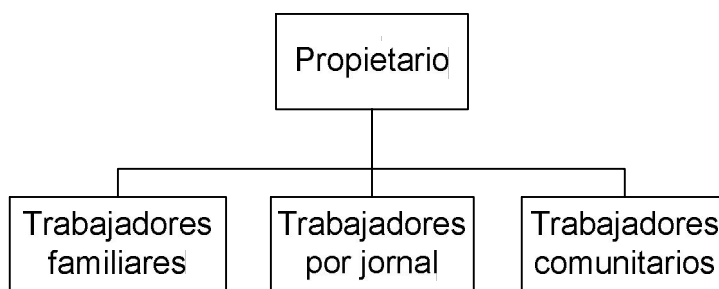 Propietario
Trabajadores
familiares
Trabajadores
por jornal
Trabajadores
comunitarios